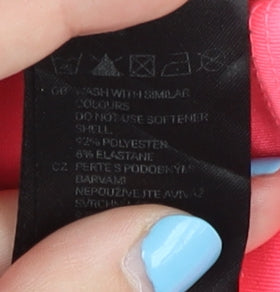 GB WASH WITH SIMILAR
COLOURS
DO NOT USE SOFTENER
SHELL:
92% POLYESTER
8% ELASTANE
CZ PERTE S PODOBNÝMI
BARVAMI
NEPOUŽÍVEJTE AVIVÁŽ